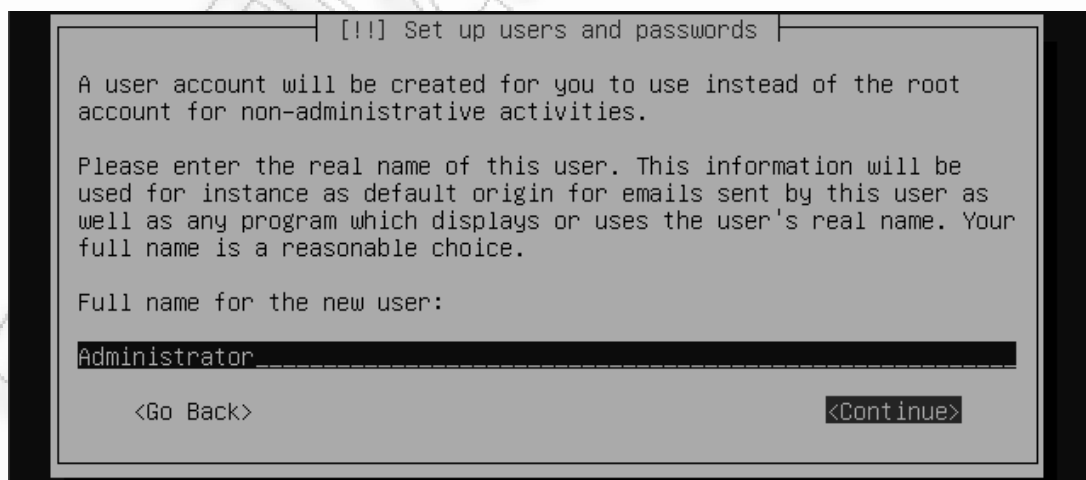 [!!] Set up users and passwords
A user account will be created for you to use instead of the root
account for non-administrative activities.
Please enter the real name of this user. This information will be
used for instance as default origin for emails sent by this user as
well as any program which displays or uses the user's real name. Your
full name is a reasonable choice.
Full name for the new user:
Administrator
<Go Back> <Continue>